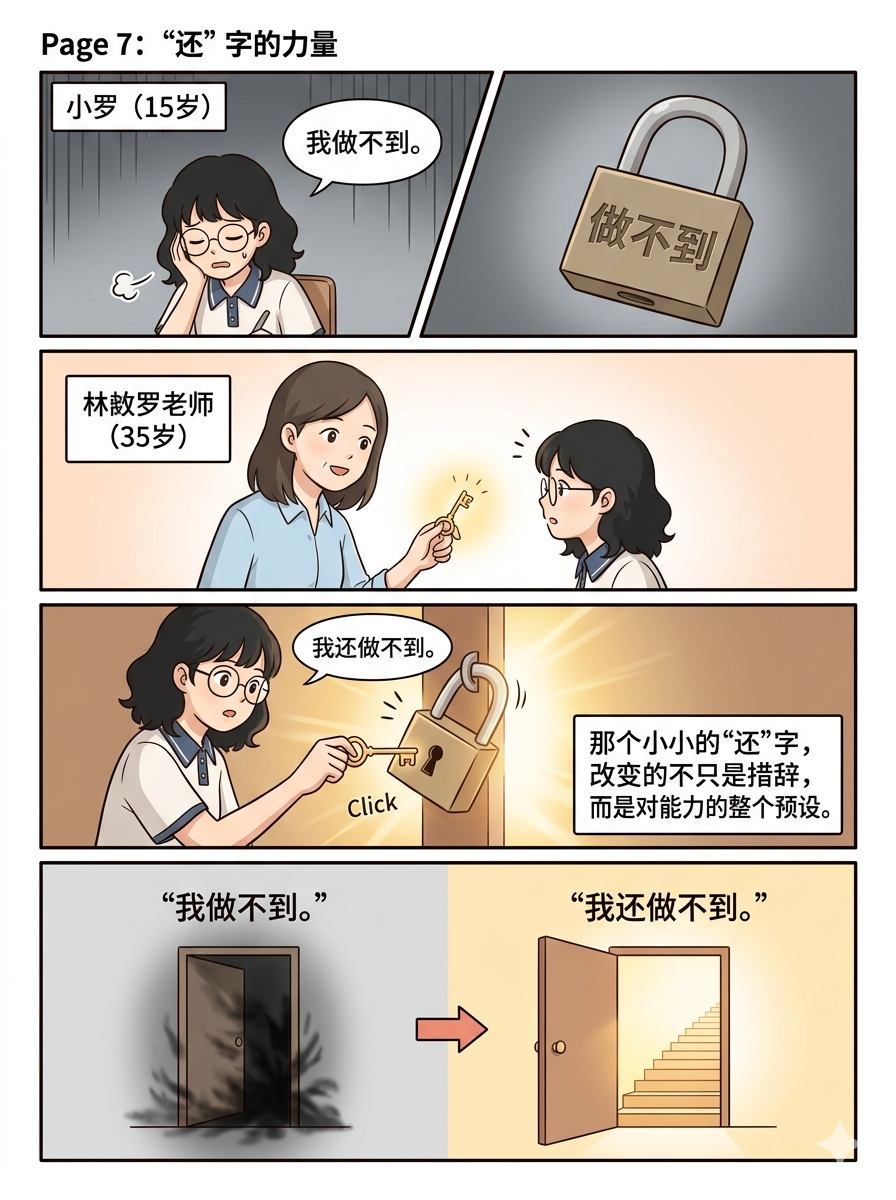 Page 7：“还” 字的力量
小罗（15岁）
我做不到。
做不到
林敥罗老师
（35岁）
我还做不到。
Click
那个小小的“还”字，
改变的不只是措辞，
而是对能力的整个预设。
“我做不到。”
“我还做不到。”